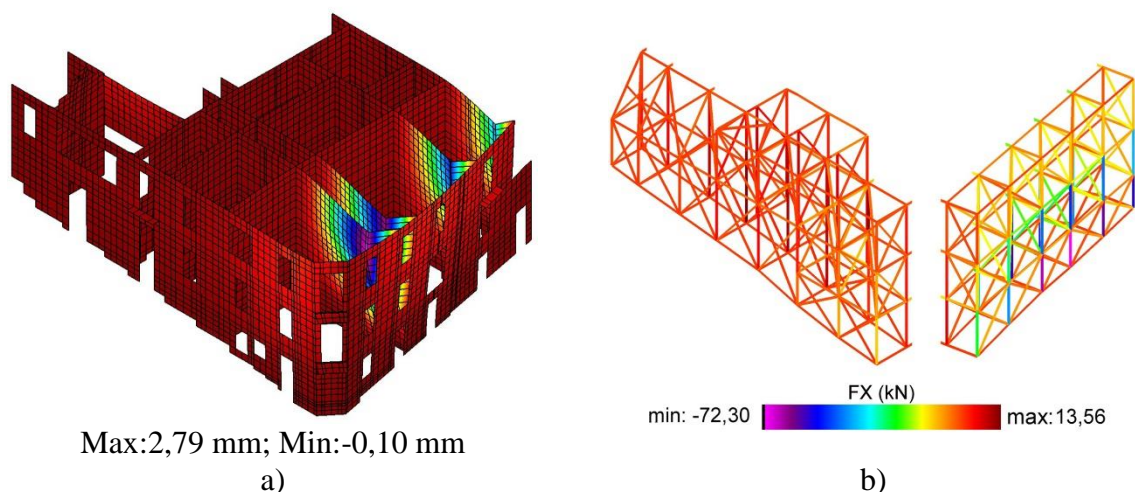 Max:2,79 mm; Min:-0,10 mm
a)
FX (kN)
min: -72,30
max:13,56
b)